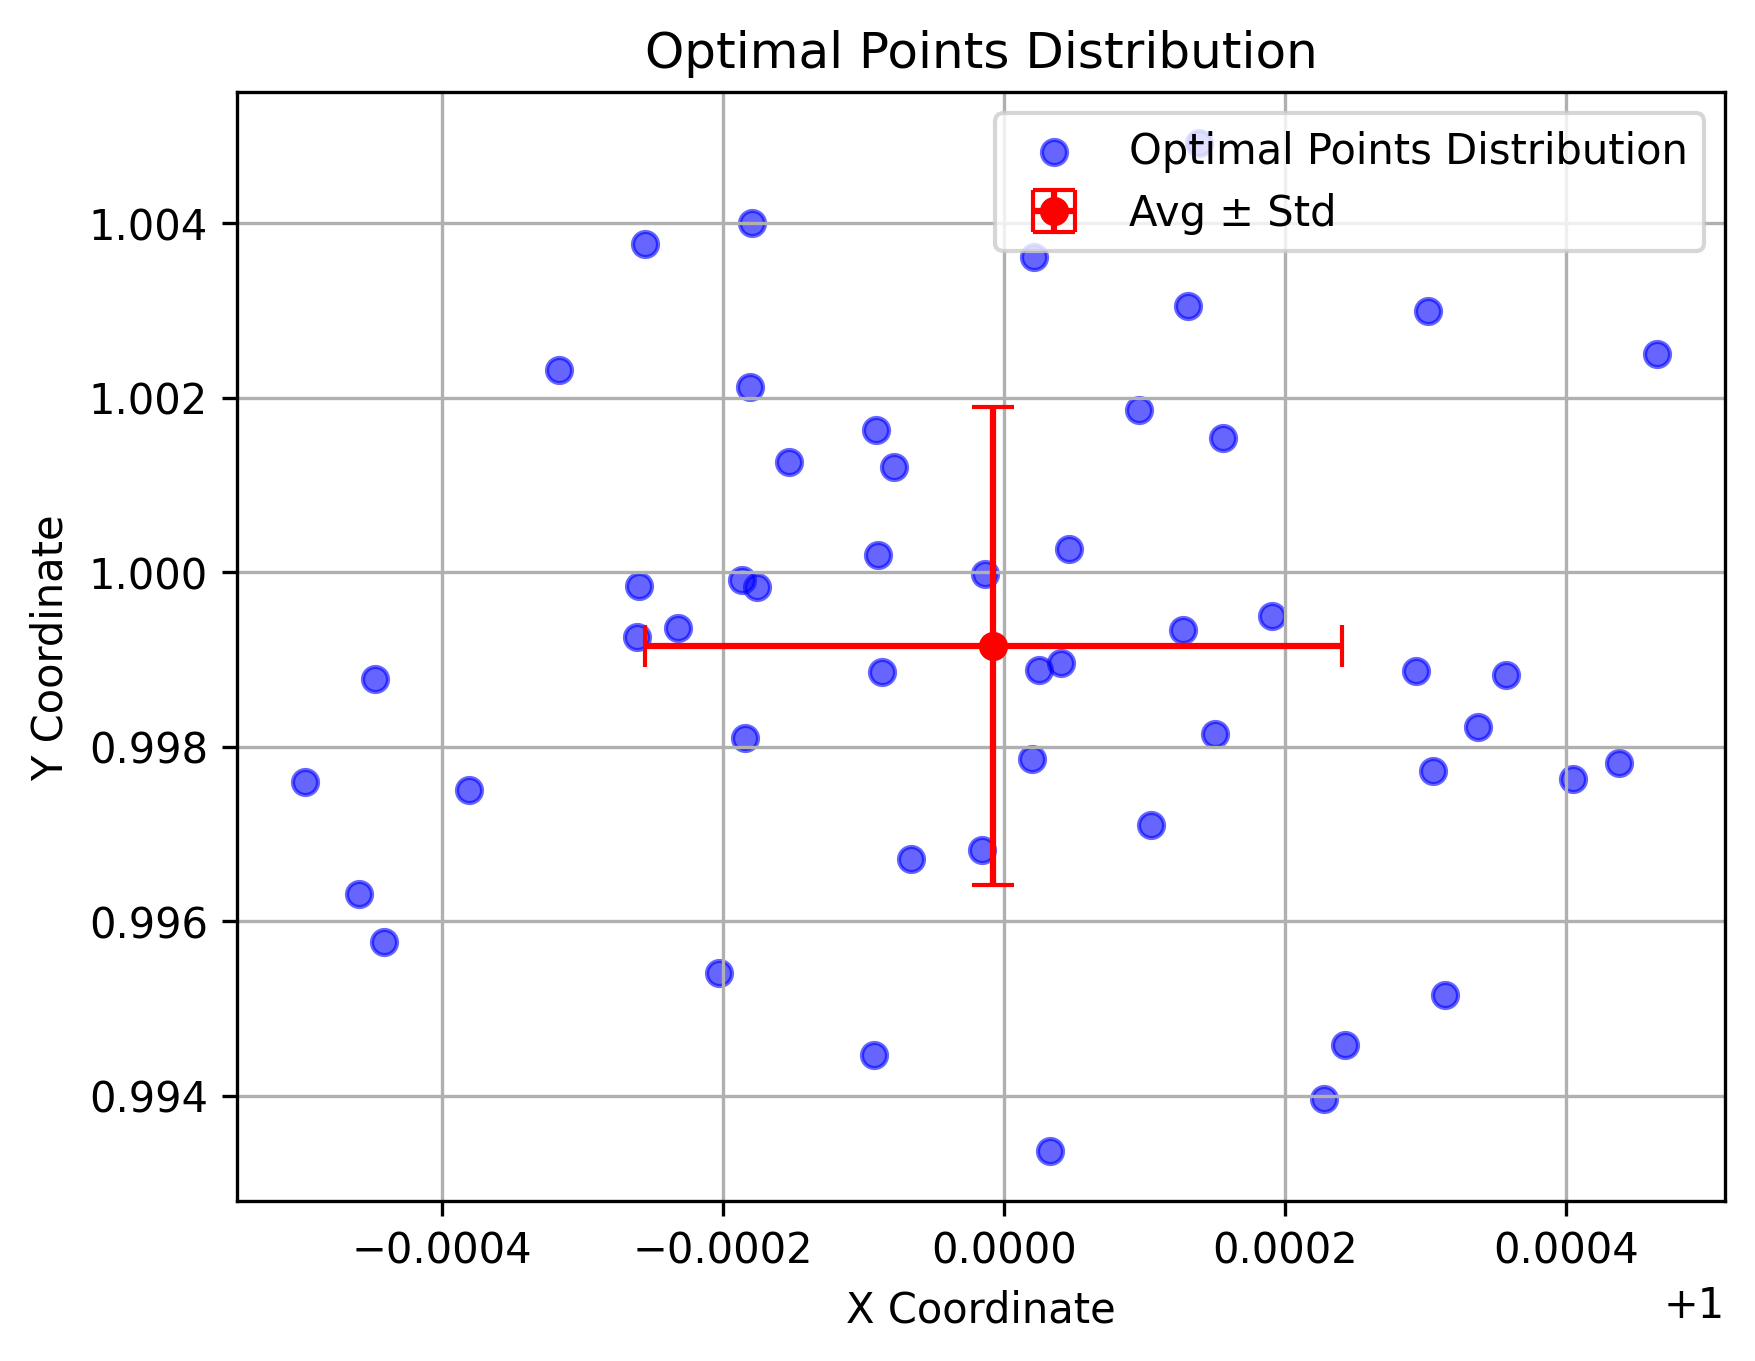 Optimal Points Distribution
Optimal Points Distribution
Avg ± Std
Y Coordinate
1.004
1.002
1.000
0.998
0.996
0.994
−0.0004
−0.0002
0.0000
0.0002
0.0004
X Coordinate
+1